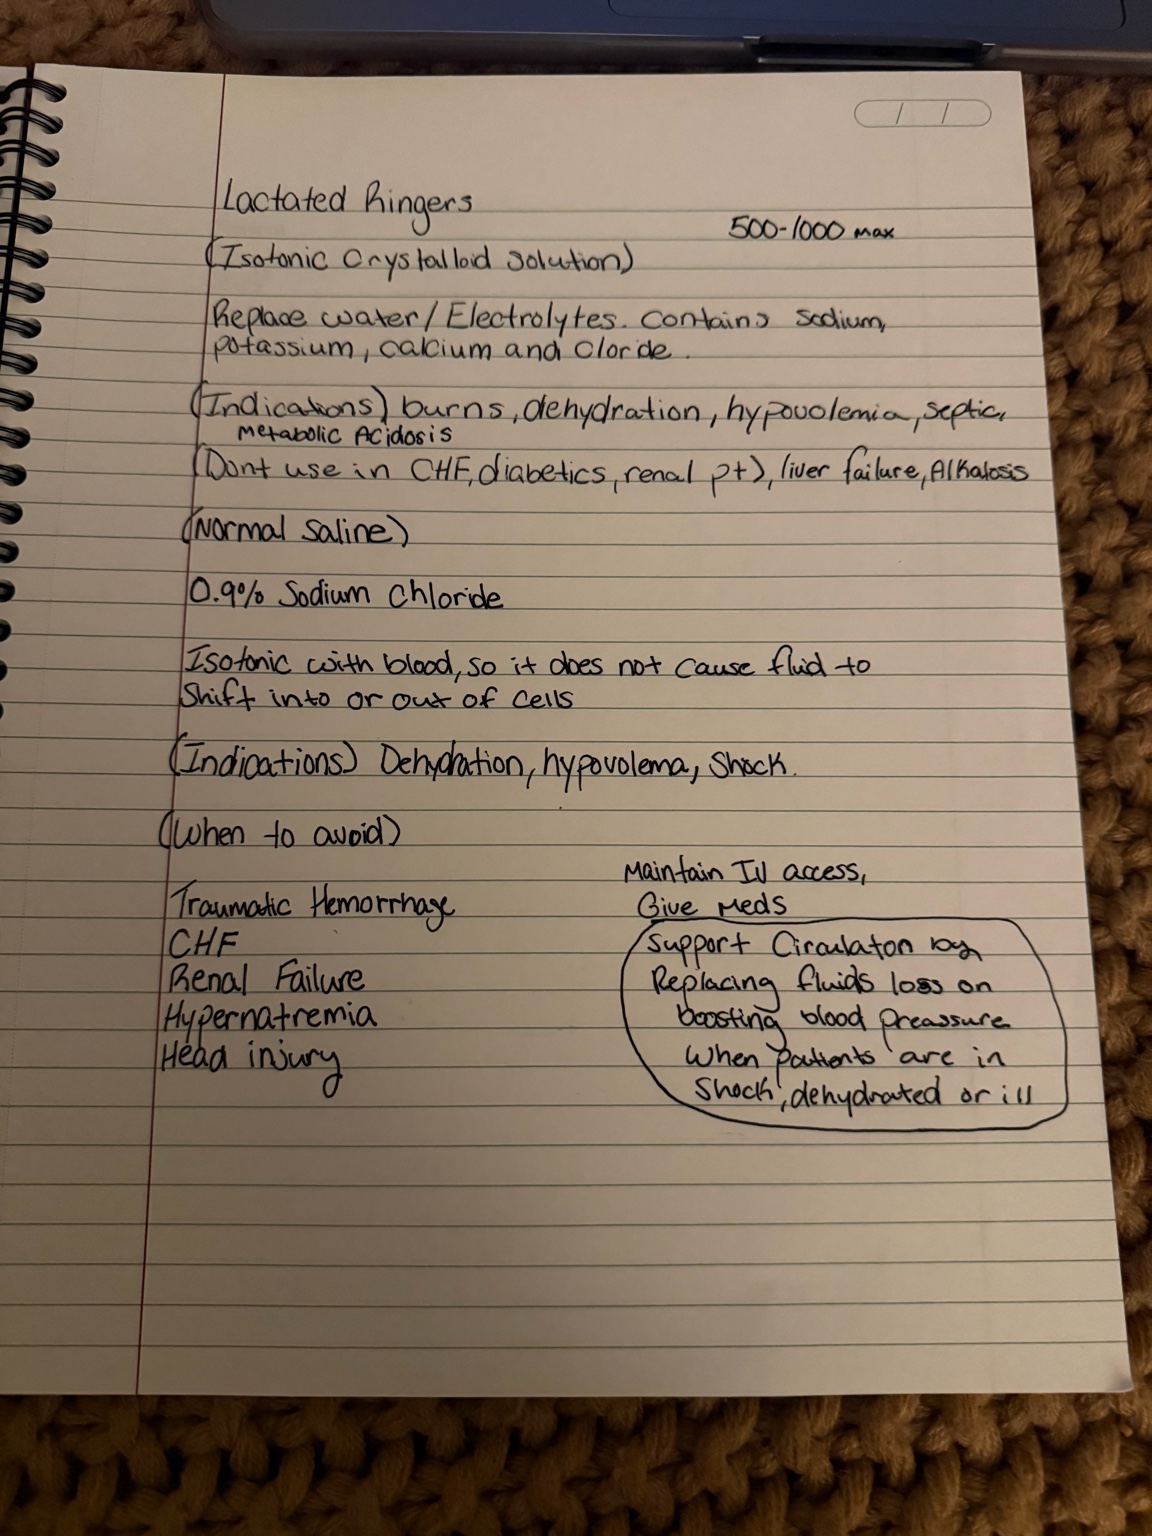 Lactated Ringers
500-1000 max
(Isotonic Crystalloid Solution)
Replace water/Electrolytes. Contains Sodium,
potassium, calcium and Cloride.
(Indications) burns, dehydration, hypovolemia, septic,
Metabolic Acidosis
(Dont use in CHF, diabetics, renal pt), liver failure, Alkalosis
(Normal Saline)
0.9% Sodium Chloride
Isotonic with blood, so it does not cause fluid to
Shift into or out of Cells
(Indications) Dehydration, hypovolema, Shock.
(When to avoid)
Traumatic Hemorrhage
CHF
Renal Failure
Hypernatremia
Head injury
Maintain IV access,
Give Meds
Support Circulaton by
Replacing fluids loss on
boosting blood preassure
When patients are in
Shock, dehydrated or ill